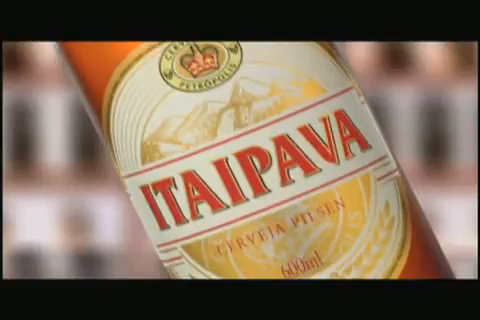 CERVEJARIA
PETRÓPOLIS
ITAIPAVA
CERVEJA PILSEN
600ml